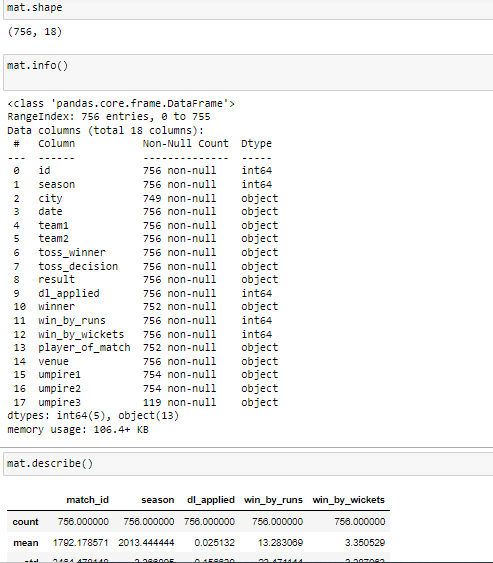 mat.shape
(756, 18)
mat.info()
<class 'pandas.core.frame.DataFrame'>
RangeIndex: 756 entries, 0 to 755
Data columns (total 18 columns):
#   Column           Non-Null Count  Dtype
---  ------           --------------  -----
0   id               756 non-null    int64
1   season           756 non-null    int64
2   city             749 non-null    object
3   date             756 non-null    object
4   team1            756 non-null    object
5   team2            756 non-null    object
6   toss_winner      756 non-null    object
7   toss_decision    756 non-null    object
8   result           756 non-null    object
9   dl_applied       756 non-null    int64
10  winner           752 non-null    object
11  win_by_runs      756 non-null    int64
12  win_by_wickets   756 non-null    int64
13  player_of_match  752 non-null    object
14  venue            756 non-null    object
15  umpire1          754 non-null    object
16  umpire2          754 non-null    object
17  umpire3          119 non-null    object
dtypes: int64(5), object(13)
memory usage: 106.4+ KB
mat.describe()
match_id season dl_applied win_by_runs win_by_wickets
count 756.000000 756.000000 756.000000 756.000000 756.000000
mean 1792.178571 2013.444444 0.025132 13.283069 3.350529